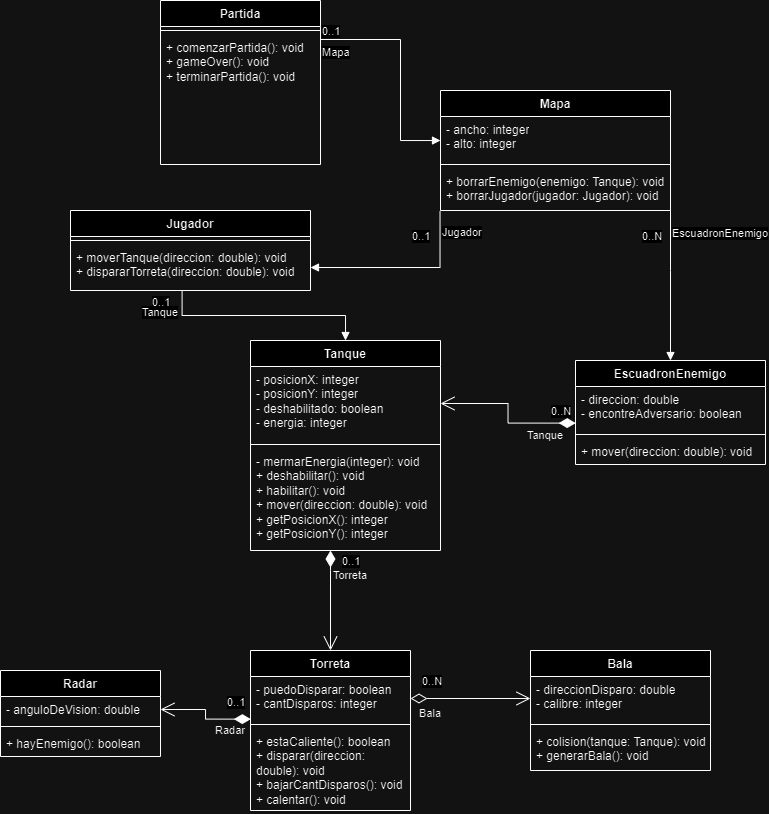 Partida
+ comenzarPartida(): void
+ gameOver(): void
+ terminarPartida(): void
0..1
Mapa
Mapa
- ancho: integer
- alto: integer
+ borrarEnemigo(enemigo: Tanque): void
+ borrarJugador(jugador: Jugador): void
Jugador
+ moverTanque(direccion: double): void
+ dispararTorreta(direccion: double): void
0..1
Jugador
0..N
EscuadronEnemigo
0..1
Tanque
Tanque
- posicionX: integer
- posicionY: integer
- deshabilitado: boolean
- energia: integer
- mermarEnergia(integer): void
+ deshabilitar(): void
+ habilitar(): void
+ mover(direccion: double): void
+ getPosicionX(): integer
+ getPosicionY(): integer
EscuadronEnemigo
- direccion: double
- encontreAdversario: boolean
+ mover(direccion: double): void
0..N
Tanque
0..1
Torreta
Torreta
- puedoDisparar: boolean
- cantDisparos: integer
+ estaCaliente(): boolean
+ disparar(direccion:
double): void
+ bajarCantDisparos(): void
+ calentar(): void
Radar
- anguloDeVision: double
+ hayEnemigo(): boolean
0..1
Radar
0..N
Bala
Bala
- direccionDisparo: double
- calibre: integer
+ colision(tanque: Tanque): void
+ generarBala(): void